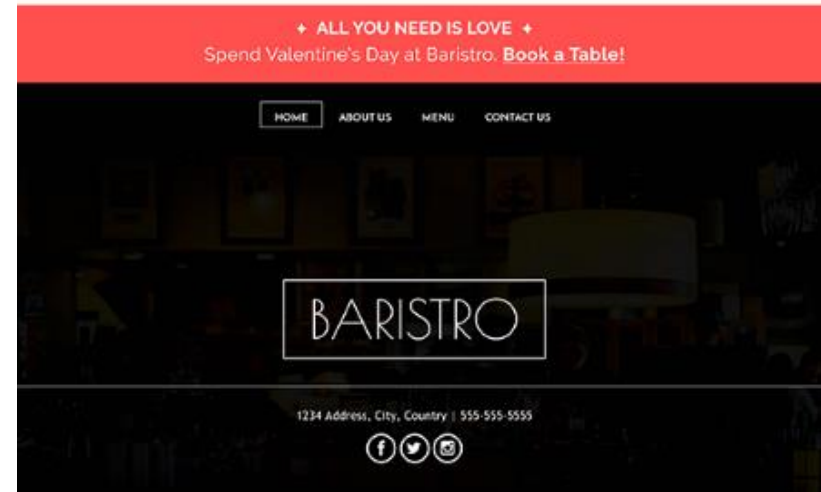 ✦ ALL YOU NEED IS LOVE ✦
Spend Valentine's Day at Baristro. Book a Table!
HOME ABOUT US MENU CONTACT US
BARISTRO
1234 Address, City, Country | 555-555-5555